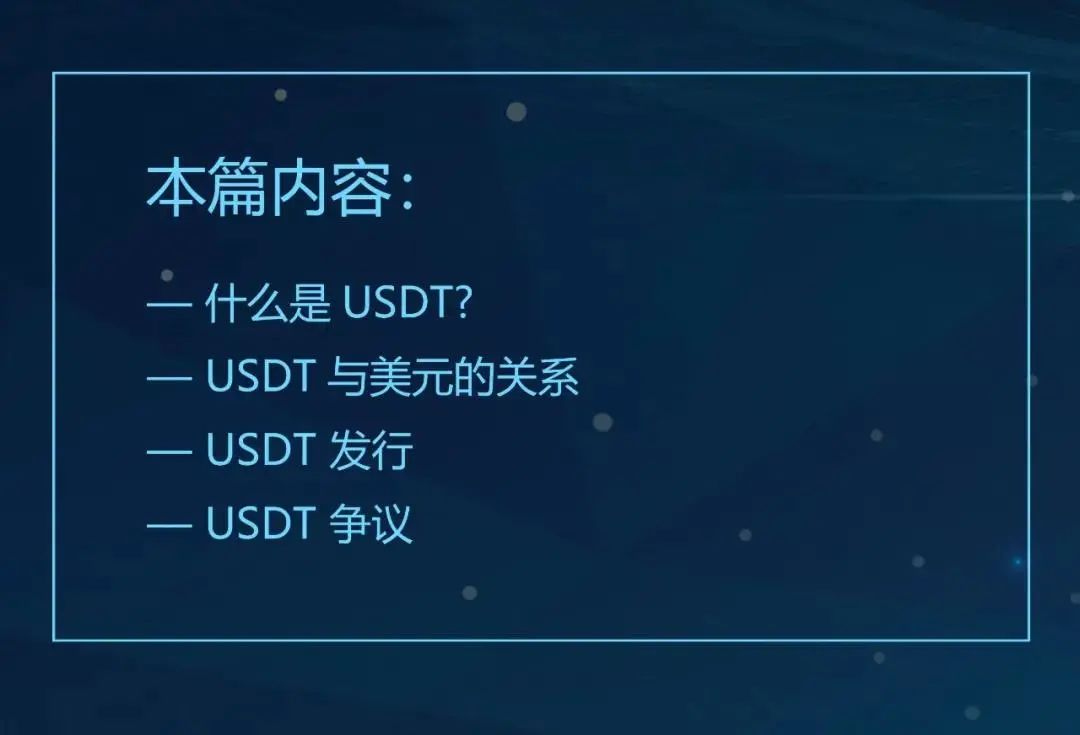 本篇内容：
— 什么是 USDT?
— USDT 与美元的关系
— USDT 发行
— USDT 争议